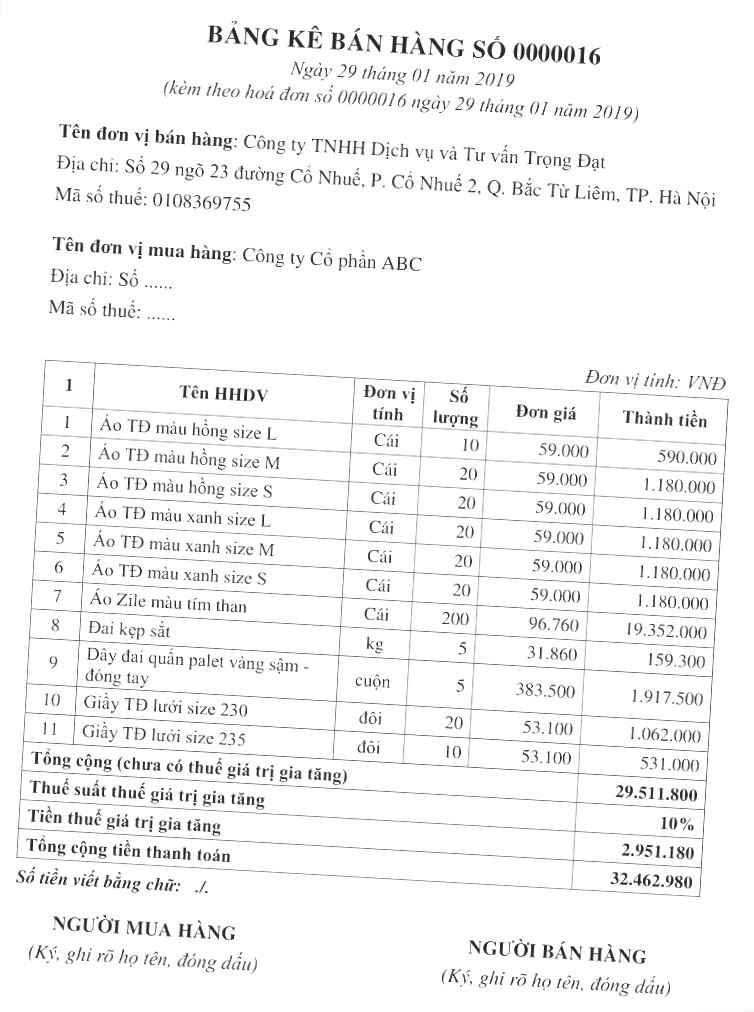 BẢNG KÊ BÁN HÀNG SỐ 0000016
Ngày 29 tháng 01 năm 2019
(kèm theo hoá đơn số 0000016 ngày 29 tháng 01 năm 2019)
Tên đơn vị bán hàng: Công ty TNHH Dịch vụ và Tư vấn Trọng Đạt
Địa chỉ: Số 29 ngõ 23 đường Cổ Nhuế, P. Cổ Nhuế 2, Q. Bắc Từ Liêm, TP. Hà Nội
Mã số thuế: 0108369755
Tên đơn vị mua hàng: Công ty Cổ phần ABC
Địa chỉ: Số ......
Mã số thuế: ......
Đơn vị tính: VNĐ
1 Tên HHDV Đơn vị tính Số lượng Đơn giá Thành tiền
1 Áo TĐ màu hồng size L Cái 10 59.000 590.000
2 Áo TĐ màu hồng size M Cái 20 59.000 1.180.000
3 Áo TĐ màu hồng size S Cái 20 59.000 1.180.000
4 Áo TĐ màu xanh size L Cái 20 59.000 1.180.000
5 Áo TĐ màu xanh size M Cái 20 59.000 1.180.000
6 Áo TĐ màu xanh size S Cái 20 59.000 1.180.000
7 Áo Zile màu tím than Cái 200 96.760 19.352.000
8 Đai kẹp sắt kg 5 31.860 159.300
9 Dây đai quấn palet vàng sậm -
đóng tay cuộn 5 383.500 1.917.500
10 Giầy TĐ lưới size 230 đôi 20 53.100 1.062.000
11 Giầy TĐ lưới size 235 đôi 10 53.100 531.000
Tổng cộng (chưa có thuế giá trị gia tăng) 29.511.800
Thuế suất thuế giá trị gia tăng 10%
Tiền thuế giá trị gia tăng 2.951.180
Tổng cộng tiền thanh toán 32.462.980
Số tiền viết bằng chữ: ./.
NGƯỜI MUA HÀNG NGƯỜI BÁN HÀNG
(Ký, ghi rõ họ tên, đóng dấu) (Ký, ghi rõ họ tên, đóng dấu)